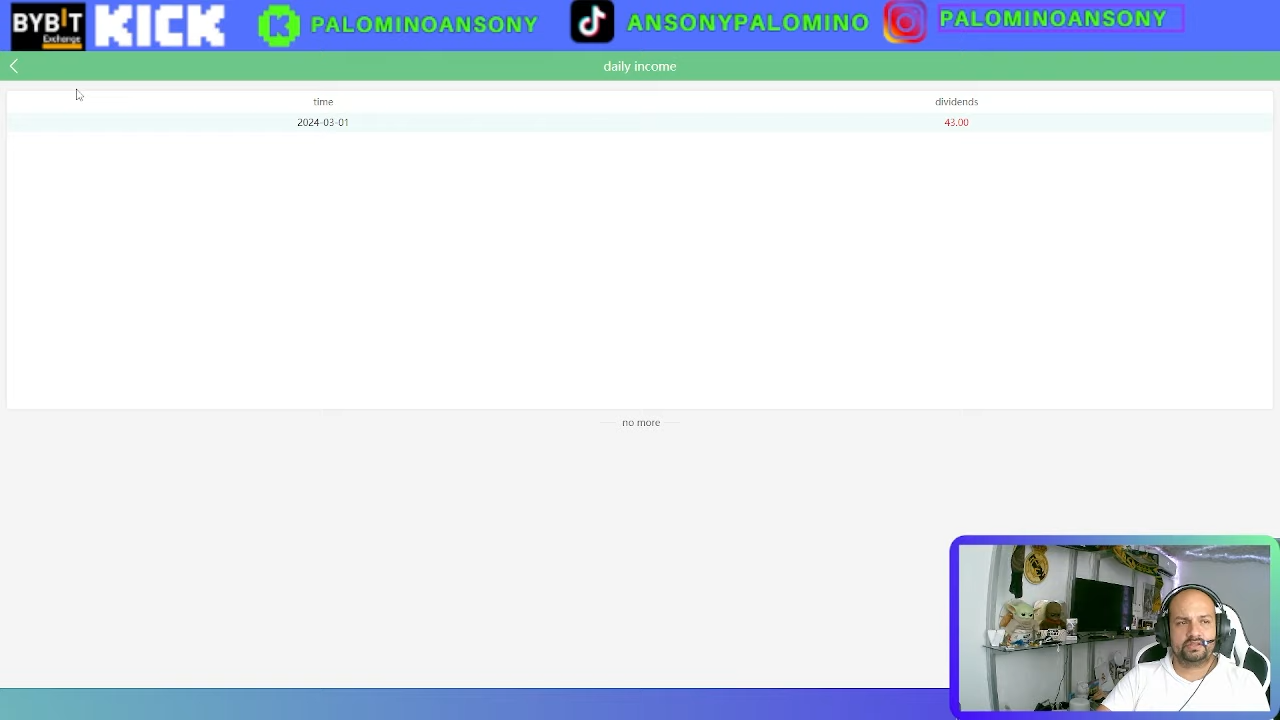 BYBIT
Exchange
KICK
PALOMINOANSONY
ANSONYPALOMINO
PALOMINOANSONY
daily income
time
dividends
2024-03-01
43.00
no more